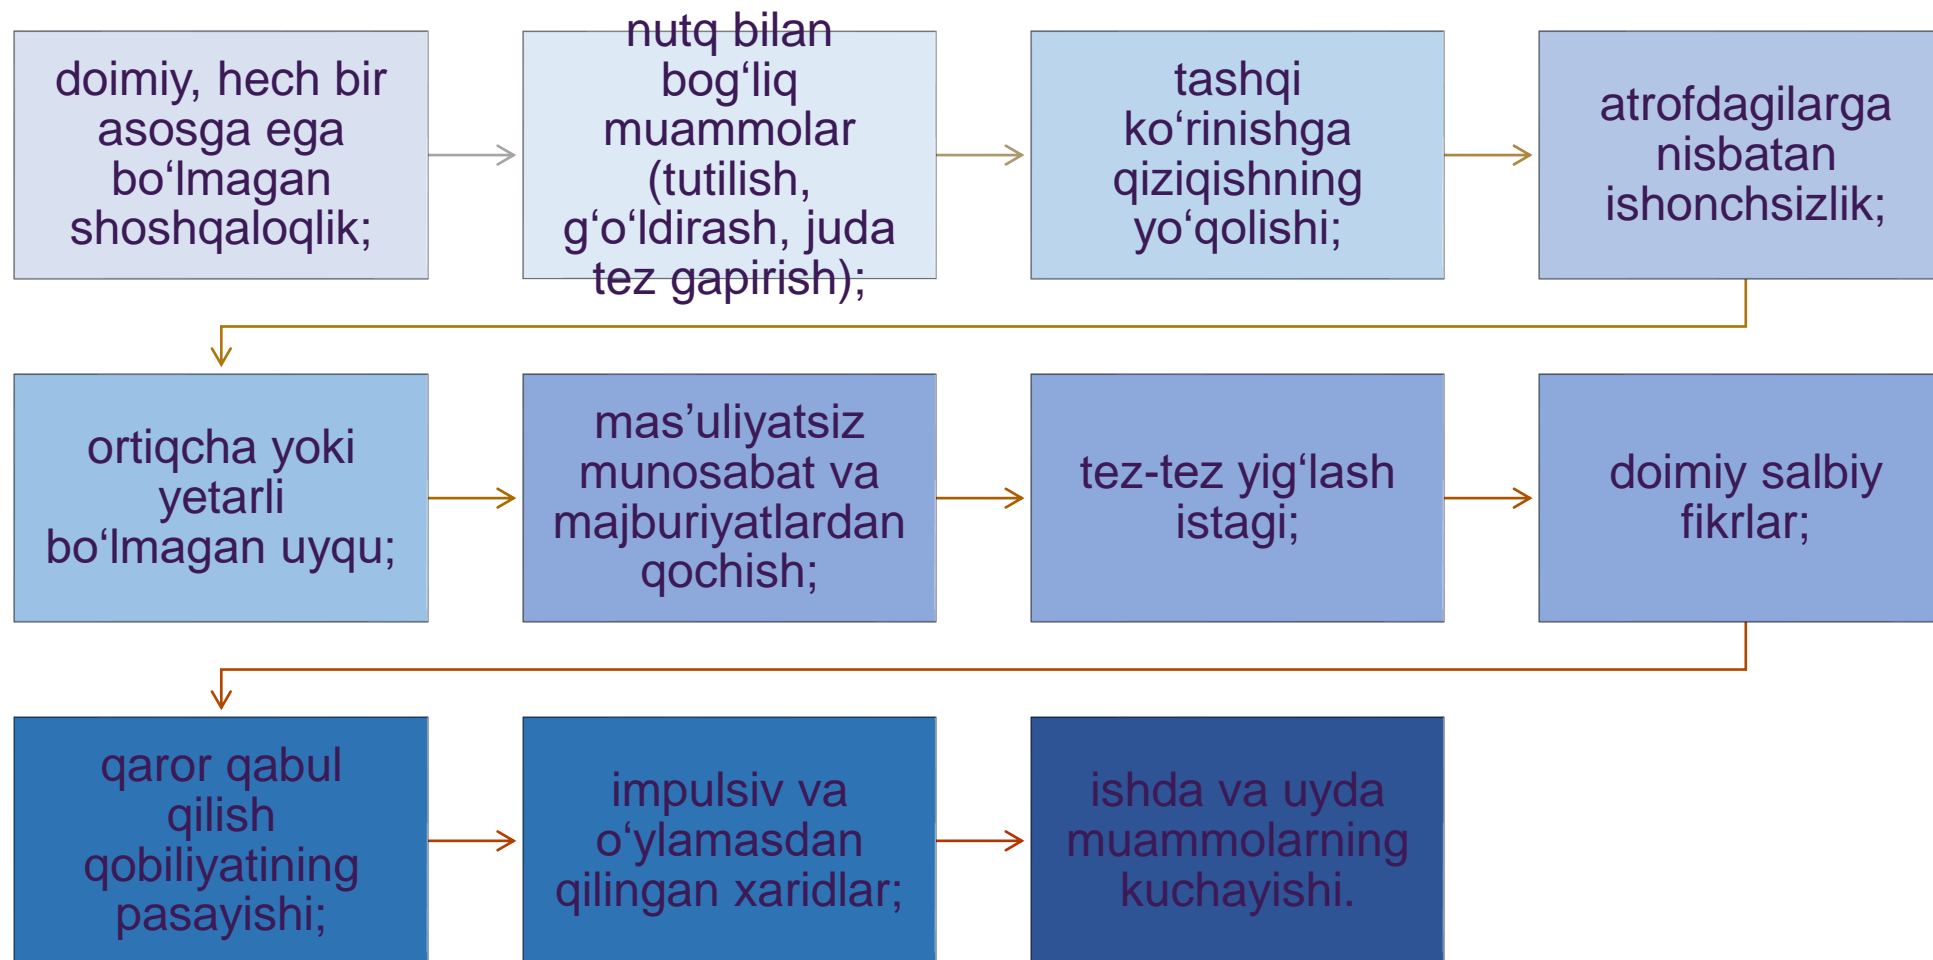 doimiy, hech bir
asosga ega
bo‘lmagan
shoshqaloqlik;
nutq bilan
bog‘liq
muammolar
(tutilish,
g‘o‘ldirash, juda
tez gapirish);
tashqi
ko‘rinishga
qiziqishning
yo‘qolishi;
atrofdagilarga
nisbatan
ishonchsizlik;
ortiqcha yoki
yetarli
bo‘lmagan uyqu;
mas’uliyatsiz
munosabat va
majburiyatlardan
qochish;
tez-tez yig‘lash
istagi;
doimiy salbiy
fikrlar;
qaror qabul
qilish
qobiliyatining
pasayishi;
impulsiv va
o‘ylamasdan
qilingan xaridlar;
ishda va uyda
muammolarning
kuchayishi.